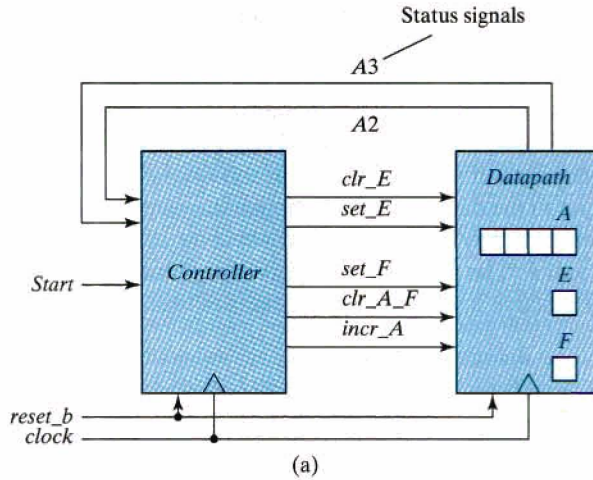 Status signals
A3
A2
clr_E
set_E
Datapath
A
Start
Controller
set_F
E
clr_A_F
incr_A
F
reset_b
clock
(a)